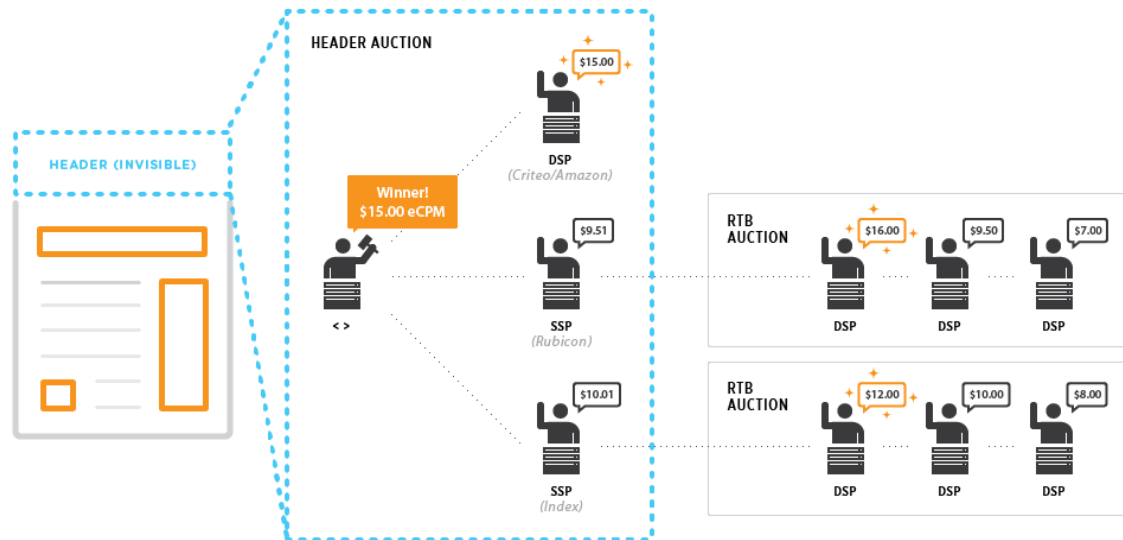 HEADER (INVISIBLE)
HEADER AUCTION
$15.00
DSP
(Criteo/Amazon)
Winner!
$15.00 eCPM
< >
$9.51
SSP
(Rubicon)
$10.01
SSP
(Index)
RTB
AUCTION
$16.00
$9.50
$7.00
DSP
DSP
DSP
RTB
AUCTION
$12.00
$10.00
$8.00
DSP
DSP
DSP